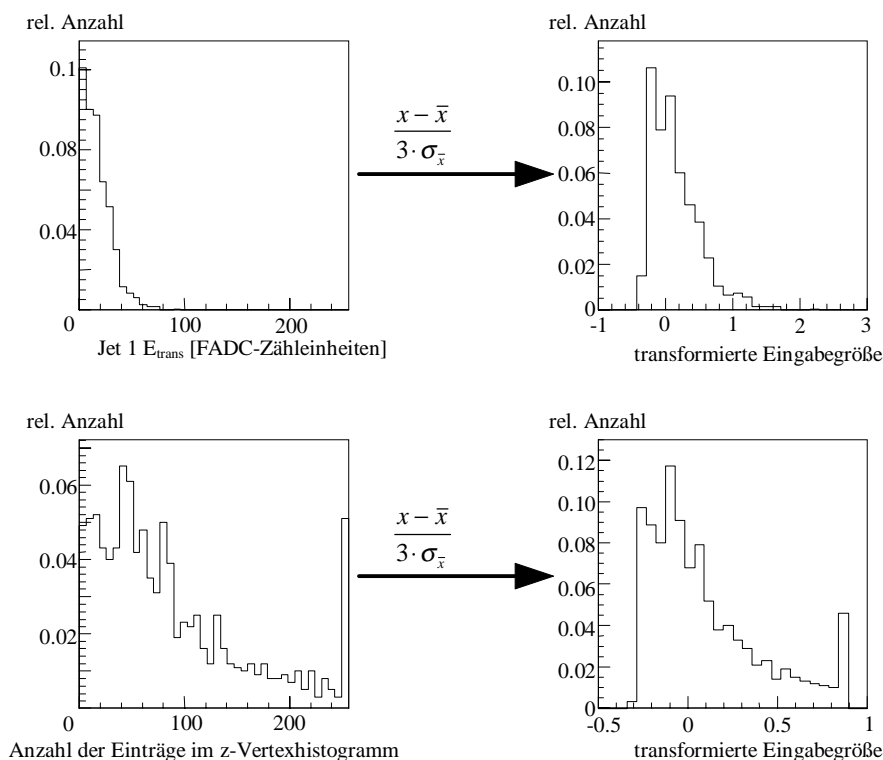 rel. Anzahl
0.1
0.08
0.04
0 100 200
Jet 1 E_trans [FADC-Zähleinheiten]
x − x̄
3·σ_x̄
rel. Anzahl
0.10
0.08
0.06
0.04
0.02
0
-1 0 1 2 3
transformierte Eingabegröße
rel. Anzahl
0.06
0.04
0.02
0 100 200
Anzahl der Einträge im z-Vertexhistogramm
x − x̄
3·σ_x̄
rel. Anzahl
0.12
0.10
0.08
0.06
0.04
0.02
0
-0.5 0 0.5 1
transformierte Eingabegröße